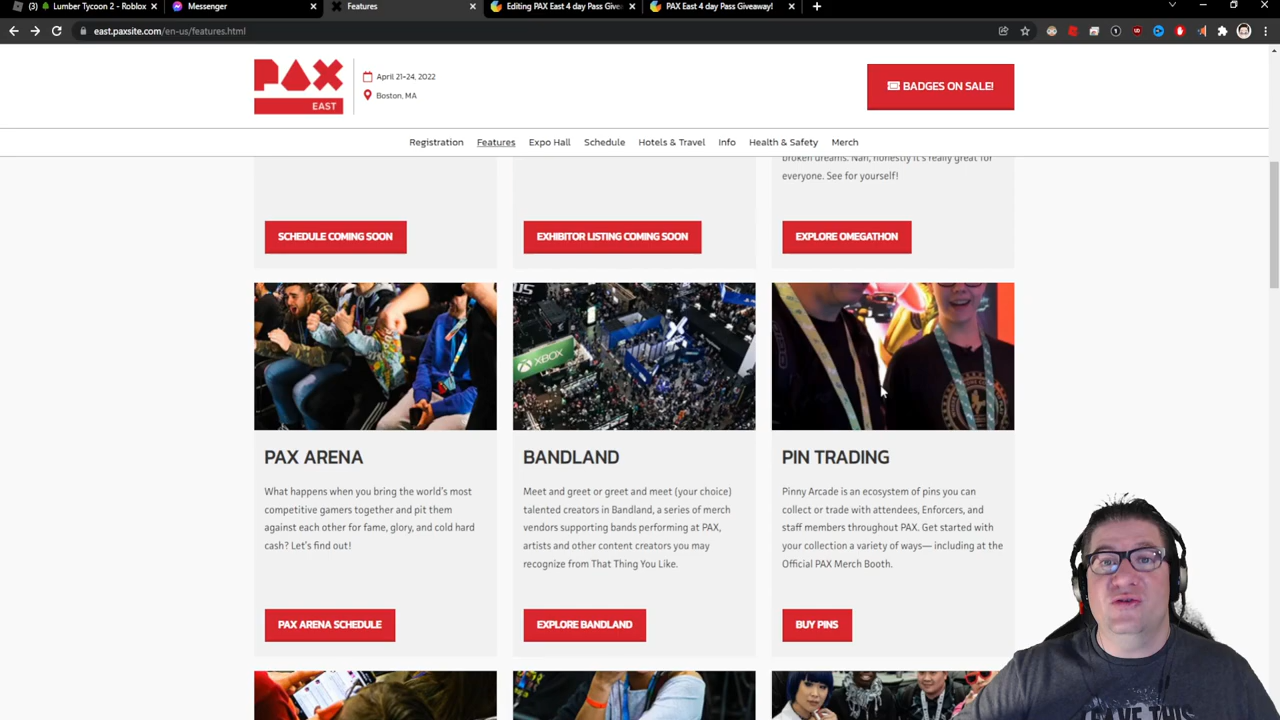 (3) Lumber Tycoon 2 - Roblox
Messenger
Features
Editing PAX East 4 day Pass Give
PAX East 4 day Pass Giveaway!
east.paxsite.com/en-us/features.html
PAX
EAST
April 21-24, 2022
Boston, MA
BADGES ON SALE!
Registration
Features
Expo Hall
Schedule
Hotels & Travel
Info
Health & Safety
Merch
broken dreams. Nah, honestly it's really great for
everyone. See for yourself!
SCHEDULE COMING SOON
EXHIBITOR LISTING COMING SOON
EXPLORE OMEGATHON
XBOX
PAX ARENA
What happens when you bring the world's most
competitive gamers together and pit them
against each other for fame, glory, and cold hard
cash? Let's find out!
PAX ARENA SCHEDULE
BANDLAND
Meet and greet or greet and meet (your choice)
talented creators in Bandland, a series of merch
vendors supporting bands performing at PAX,
artists and other content creators you may
recognize from That Thing You Like.
EXPLORE BANDLAND
PIN TRADING
Pinny Arcade is an ecosystem of pins you can
collect or trade with attendees, Enforcers, and
staff members throughout PAX. Get started with
your collection a variety of ways— including at the
Official PAX Merch Booth.
BUY PINS